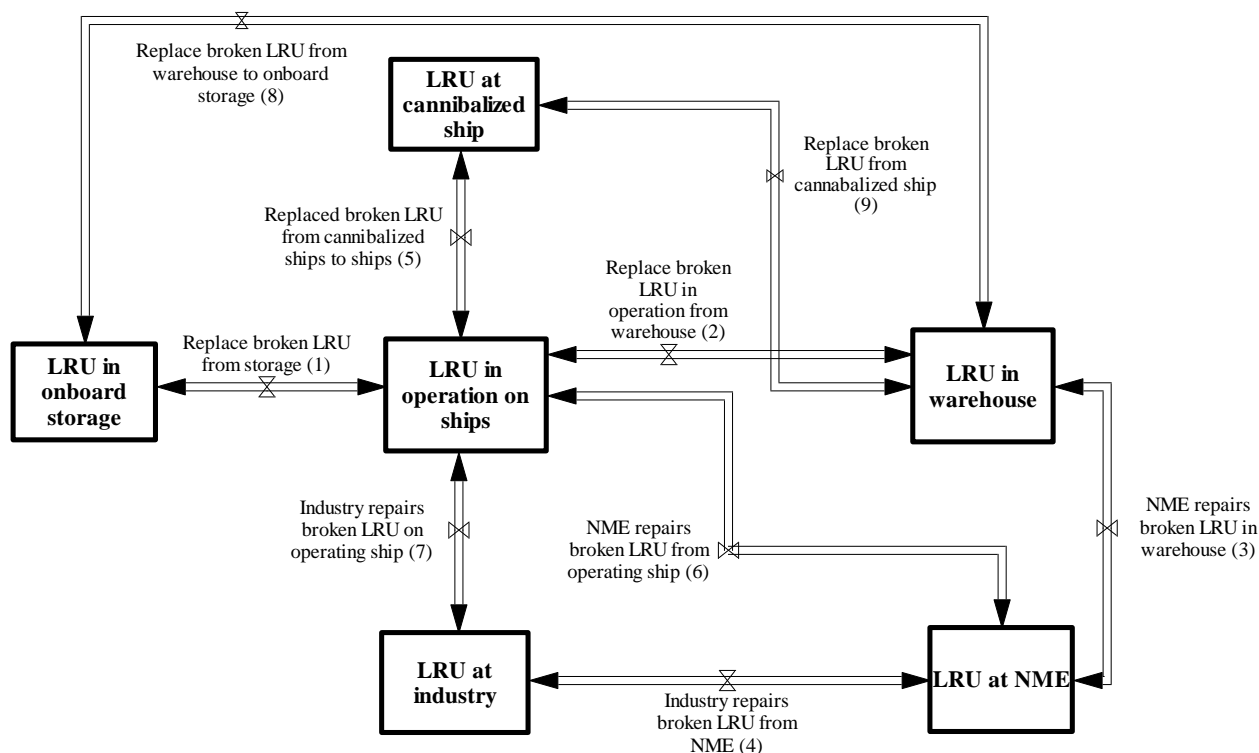 Replace broken LRU from
warehouse to onboard
storage (8)
LRU at
cannibalized
ship
Replace broken
LRU from
cannabalized ship
(9)
Replaced broken LRU
from cannibalized
ships to ships (5)
Replace broken
LRU in
operation from
warehouse (2)
Replace broken LRU
from storage (1)
LRU in
onboard
storage
LRU in
operation on
ships
LRU in
warehouse
Industry repairs
broken LRU on
operating ship (7)
NME repairs
broken LRU from
operating ship (6)
NME repairs
broken LRU in
warehouse (3)
LRU at
industry
LRU at NME
Industry repairs
broken LRU from
NME (4)